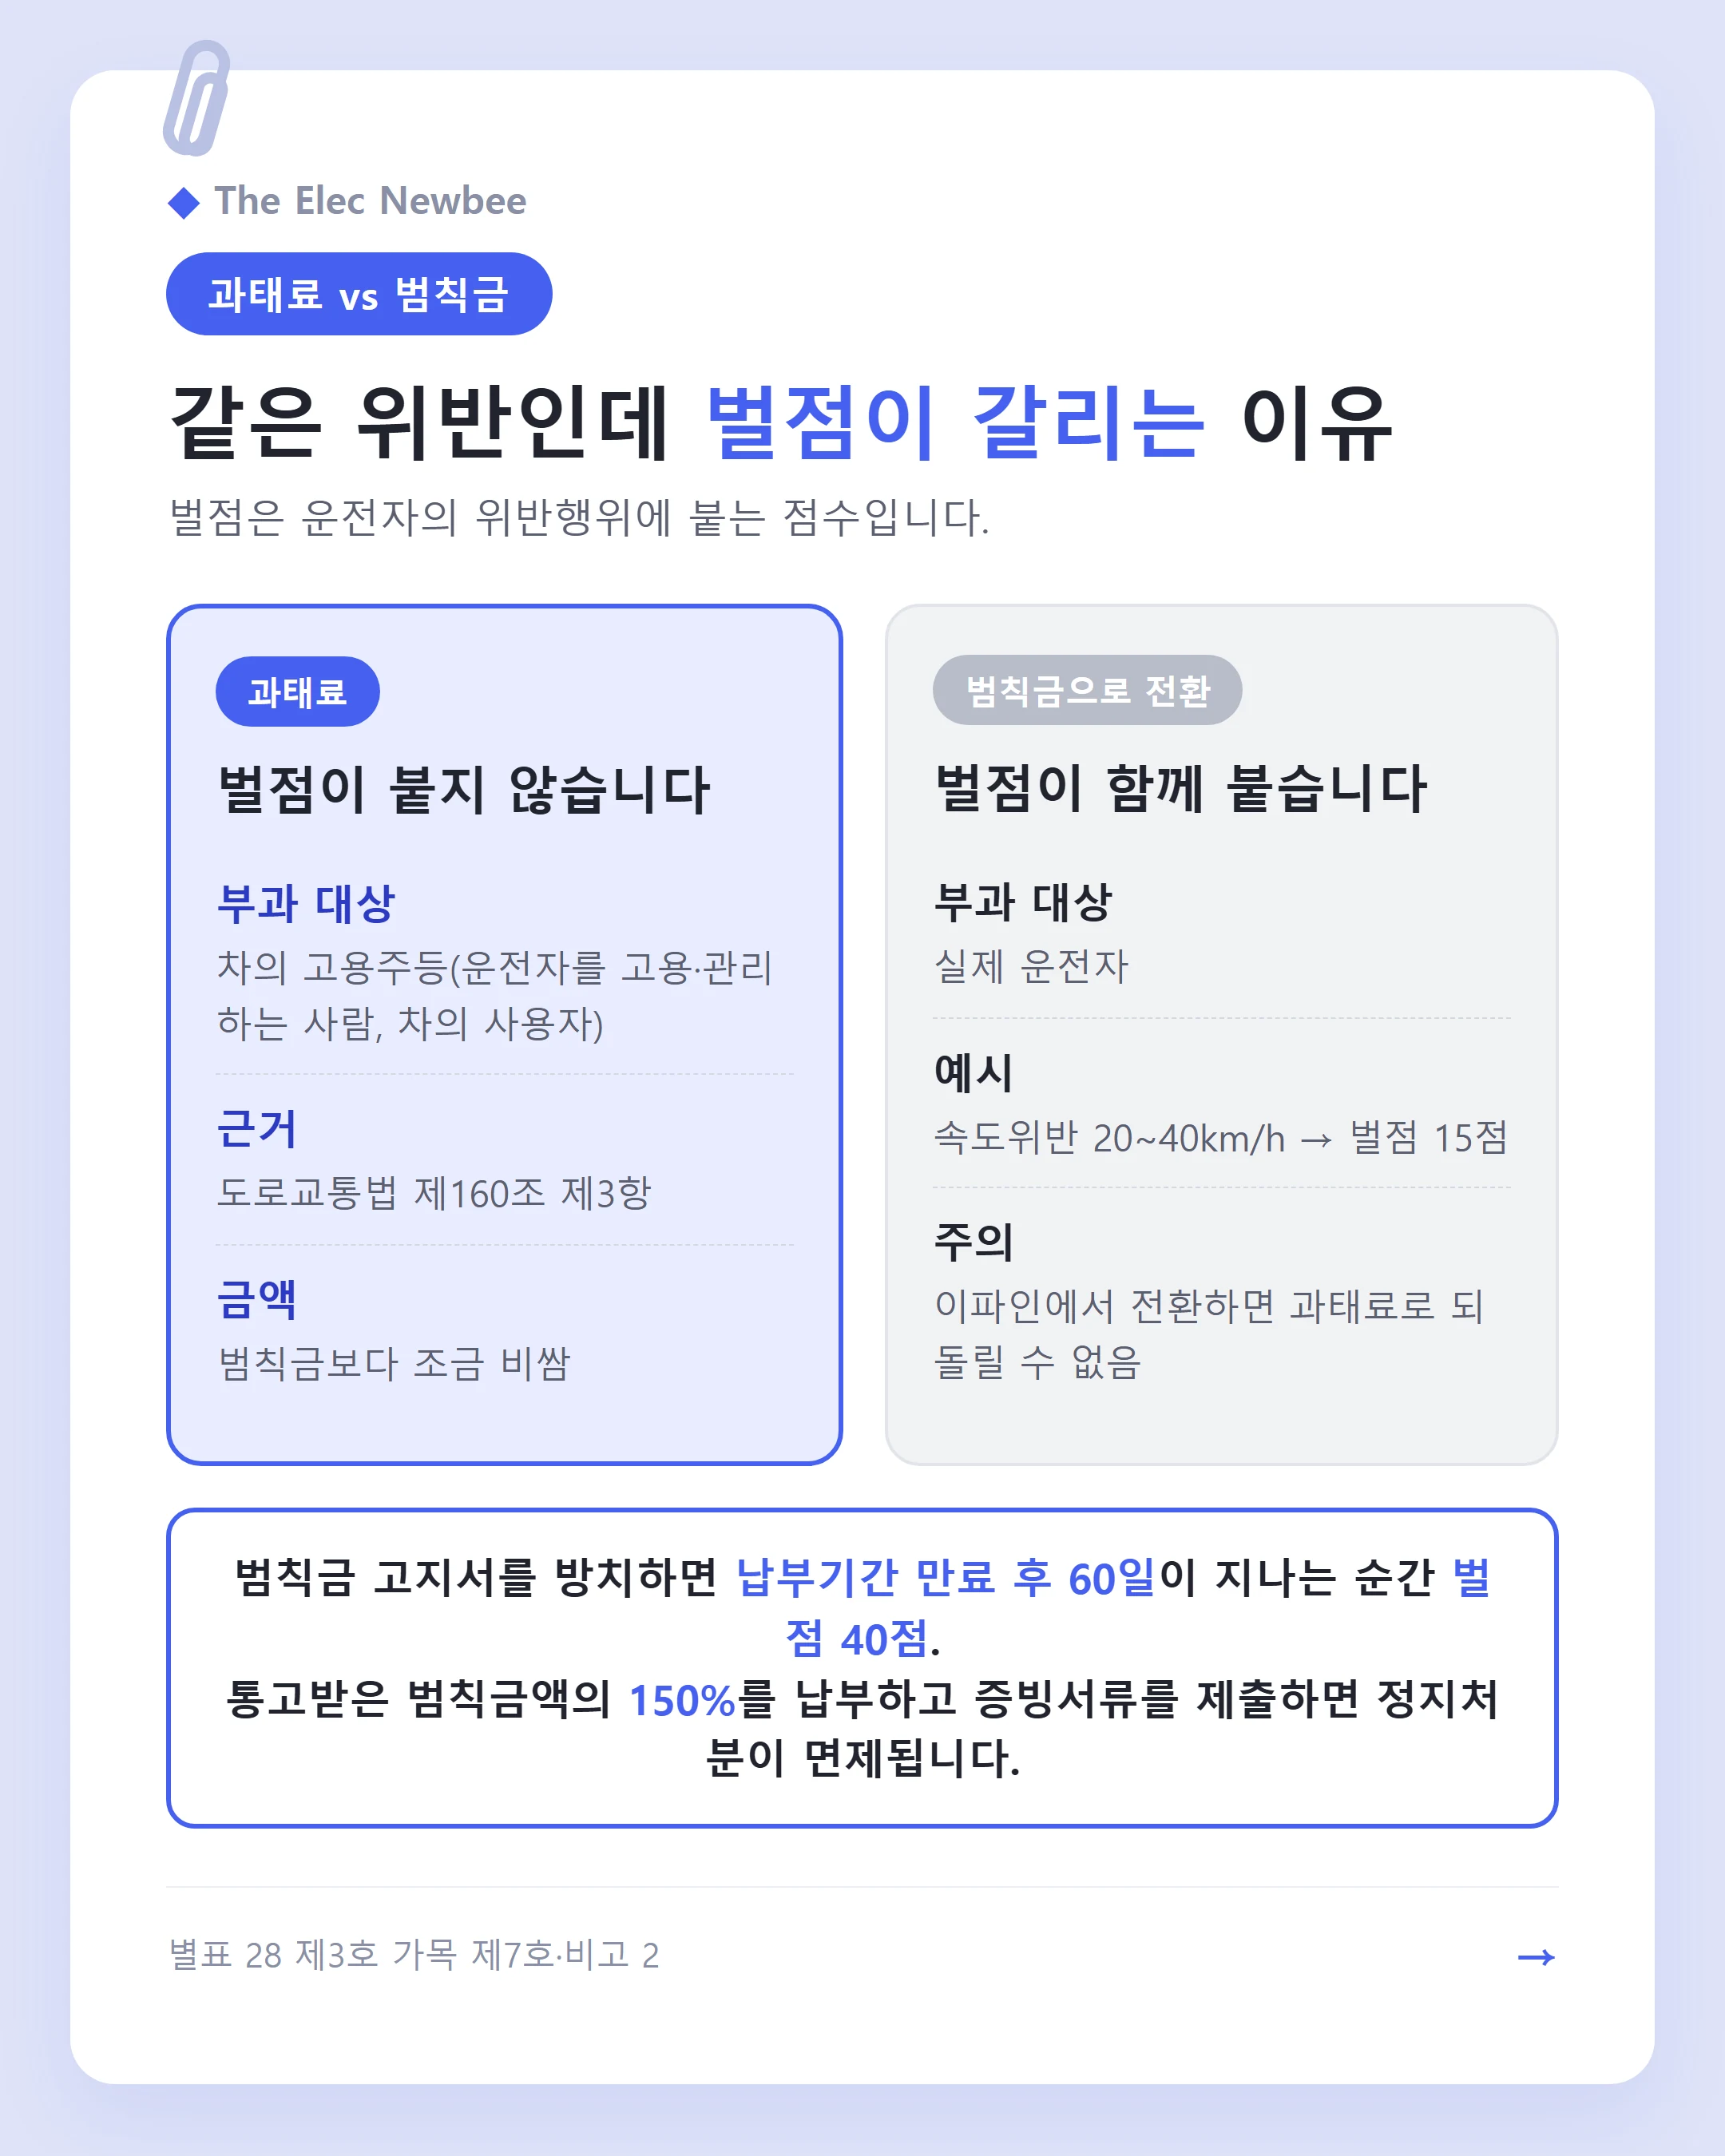 ◆ The Elec Newbee
과태료 vs 범칙금
같은 위반인데 벌점이 갈리는 이유
벌점은 운전자의 위반행위에 붙는 점수입니다.
과태료
벌점이 붙지 않습니다
부과 대상
차의 고용주등(운전자를 고용·관리
하는 사람, 차의 사용자)
근거
도로교통법 제160조 제3항
금액
범칙금보다 조금 비쌈
범칙금으로 전환
벌점이 함께 붙습니다
부과 대상
실제 운전자
예시
속도위반 20~40km/h → 벌점 15점
주의
이파인에서 전환하면 과태료로 되
돌릴 수 없음
범칙금 고지서를 방치하면 납부기간 만료 후 60일이 지나는 순간 벌
점 40점.
통고받은 범칙금액의 150%를 납부하고 증빙서류를 제출하면 정지처
분이 면제됩니다.
별표 28 제3호 가목 제7호·비고 2
→